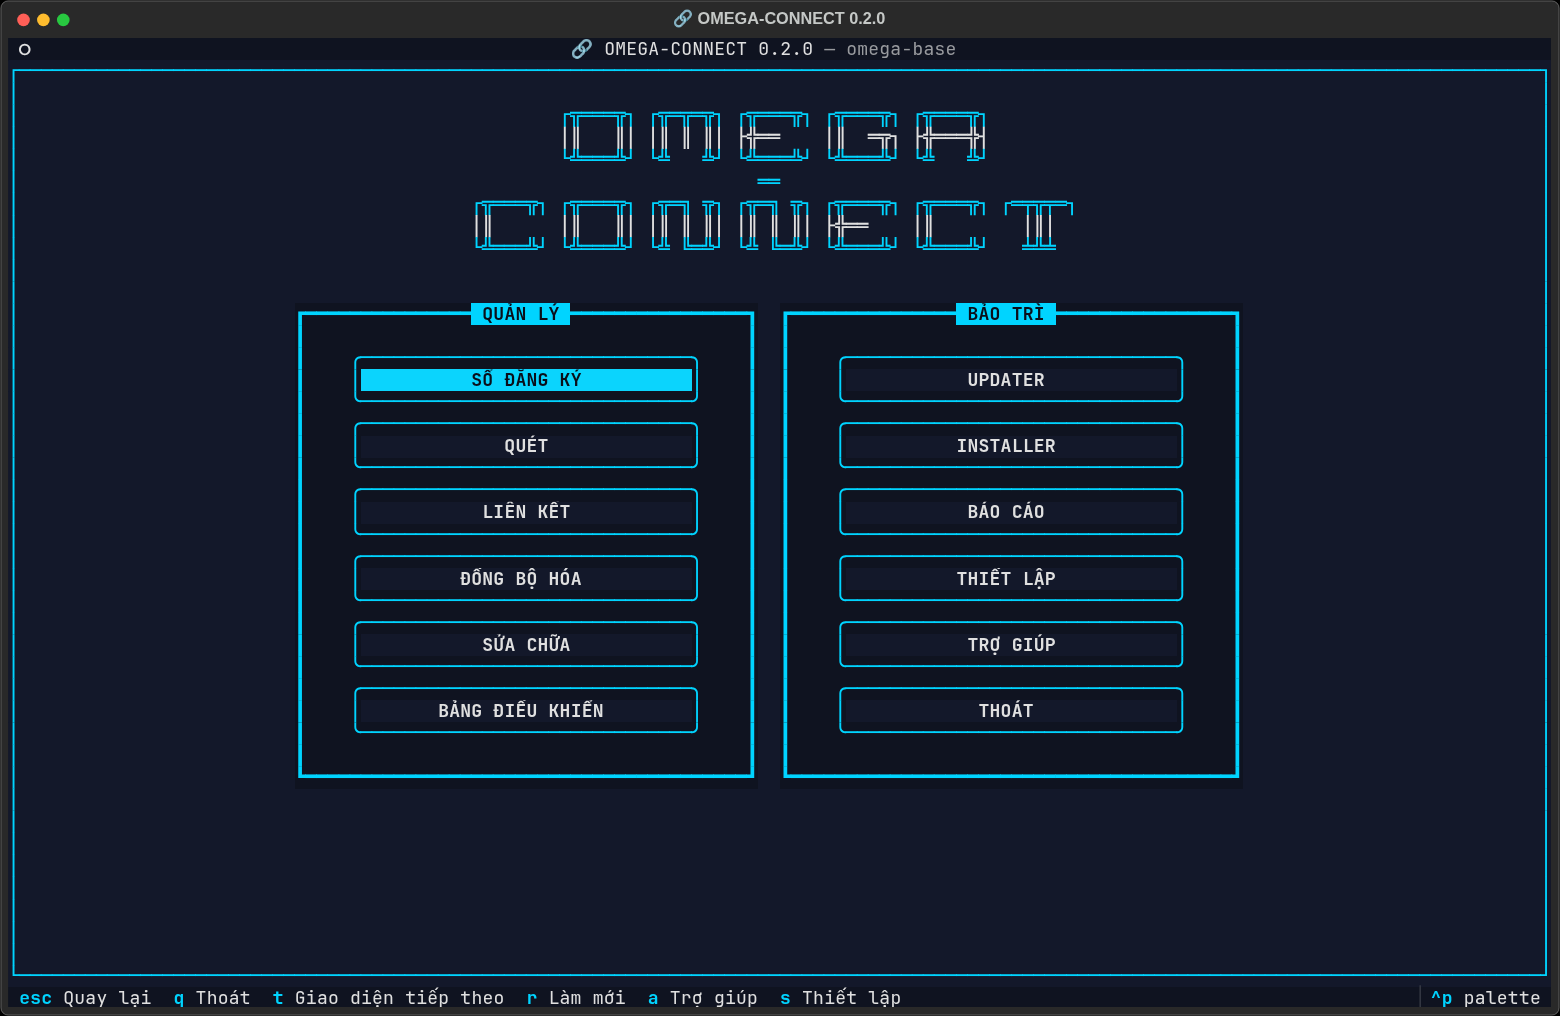 🔗 OMEGA-CONNECT 0.2.0
🔗 OMEGA-CONNECT 0.2.0 — omega-base
OMEGA
-
CONNECT
QUẢN LÝ
SỔ ĐĂNG KÝ
QUÉT
LIÊN KẾT
ĐỒNG BỘ HÓA
SỬA CHỮA
BẢNG ĐIỀU KHIỂN
BẢO TRÌ
UPDATER
INSTALLER
BÁO CÁO
THIẾT LẬP
TRỢ GIÚP
THOÁT
esc Quay lại q Thoát t Giao diện tiếp theo r Làm mới a Trợ giúp s Thiết lập ^p palette